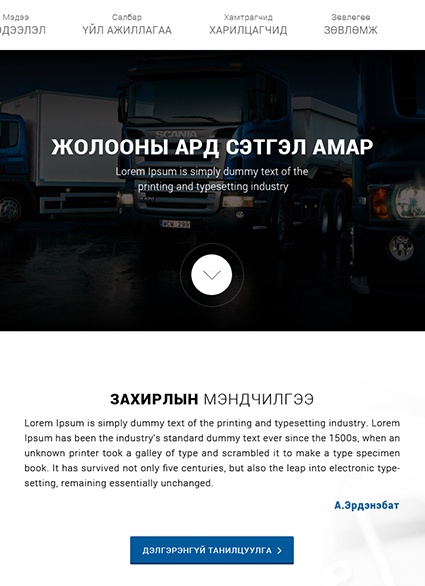 Мэдээ
ДЭЭЛЭЛ
Салбар
ҮЙЛ АЖИЛЛАГАА
Хамтрагчид
ХАРИЛЦАГЧИД
Зөвлөгөө
ЗӨВЛӨМЖ
SCANIA
ЖОЛООНЫ АРД СЭТГЭЛ АМАР
Lorem Ipsum is simply dummy text of the
printing and typesetting industry
ЗАХИРЛЫН МЭНДЧИЛГЭЭ
Lorem Ipsum is simply dummy text of the printing and typesetting industry. Lorem
Ipsum has been the industry's standard dummy text ever since the 1500s, when an
unknown printer took a galley of type and scrambled it to make a type specimen
book. It has survived not only five centuries, but also the leap into electronic type-
setting, remaining essentially unchanged.
А.Эрдэнэбат
ДЭЛГЭРЭНГҮЙ ТАНИЛЦУУЛГА